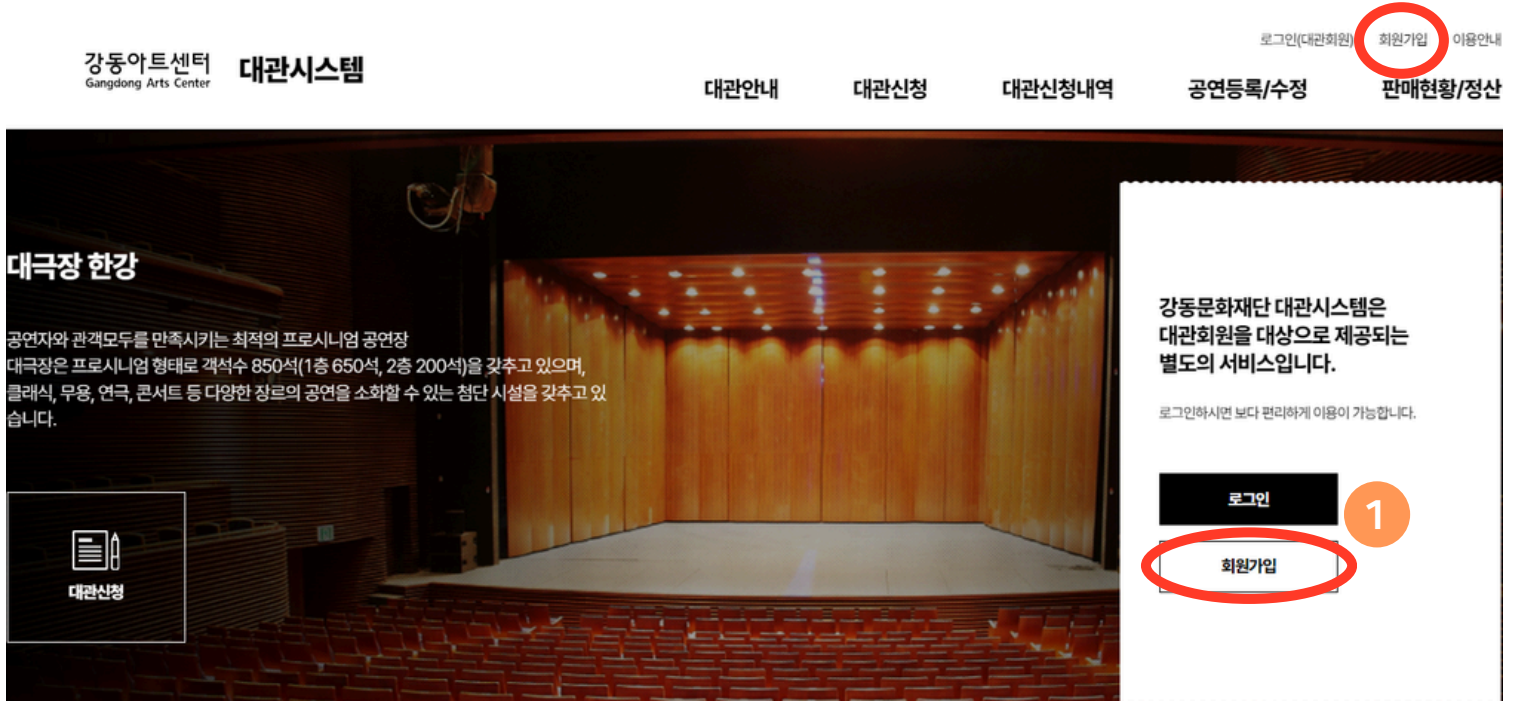 로그인(대관회원) 회원가입 이용안내
강동아트센터
Gangdong Arts Center
대관시스템
대관안내 대관신청 대관신청내역 공연등록/수정 판매현황/정산
대극장 한강
공연자와 관객모두를 만족시키는 최적의 프로시니엄 공연장
대극장은 프로시니엄 형태로 객석수 850석(1층 650석, 2층 200석)을 갖추고 있으며,
클래식, 무용, 연극, 콘서트 등 다양한 장르의 공연을 소화할 수 있는 첨단 시설을 갖추고 있
습니다.
대관신청
강동문화재단 대관시스템은
대관회원을 대상으로 제공되는
별도의 서비스입니다.
로그인하시면 보다 편리하게 이용이 가능합니다.
로그인
1
회원가입